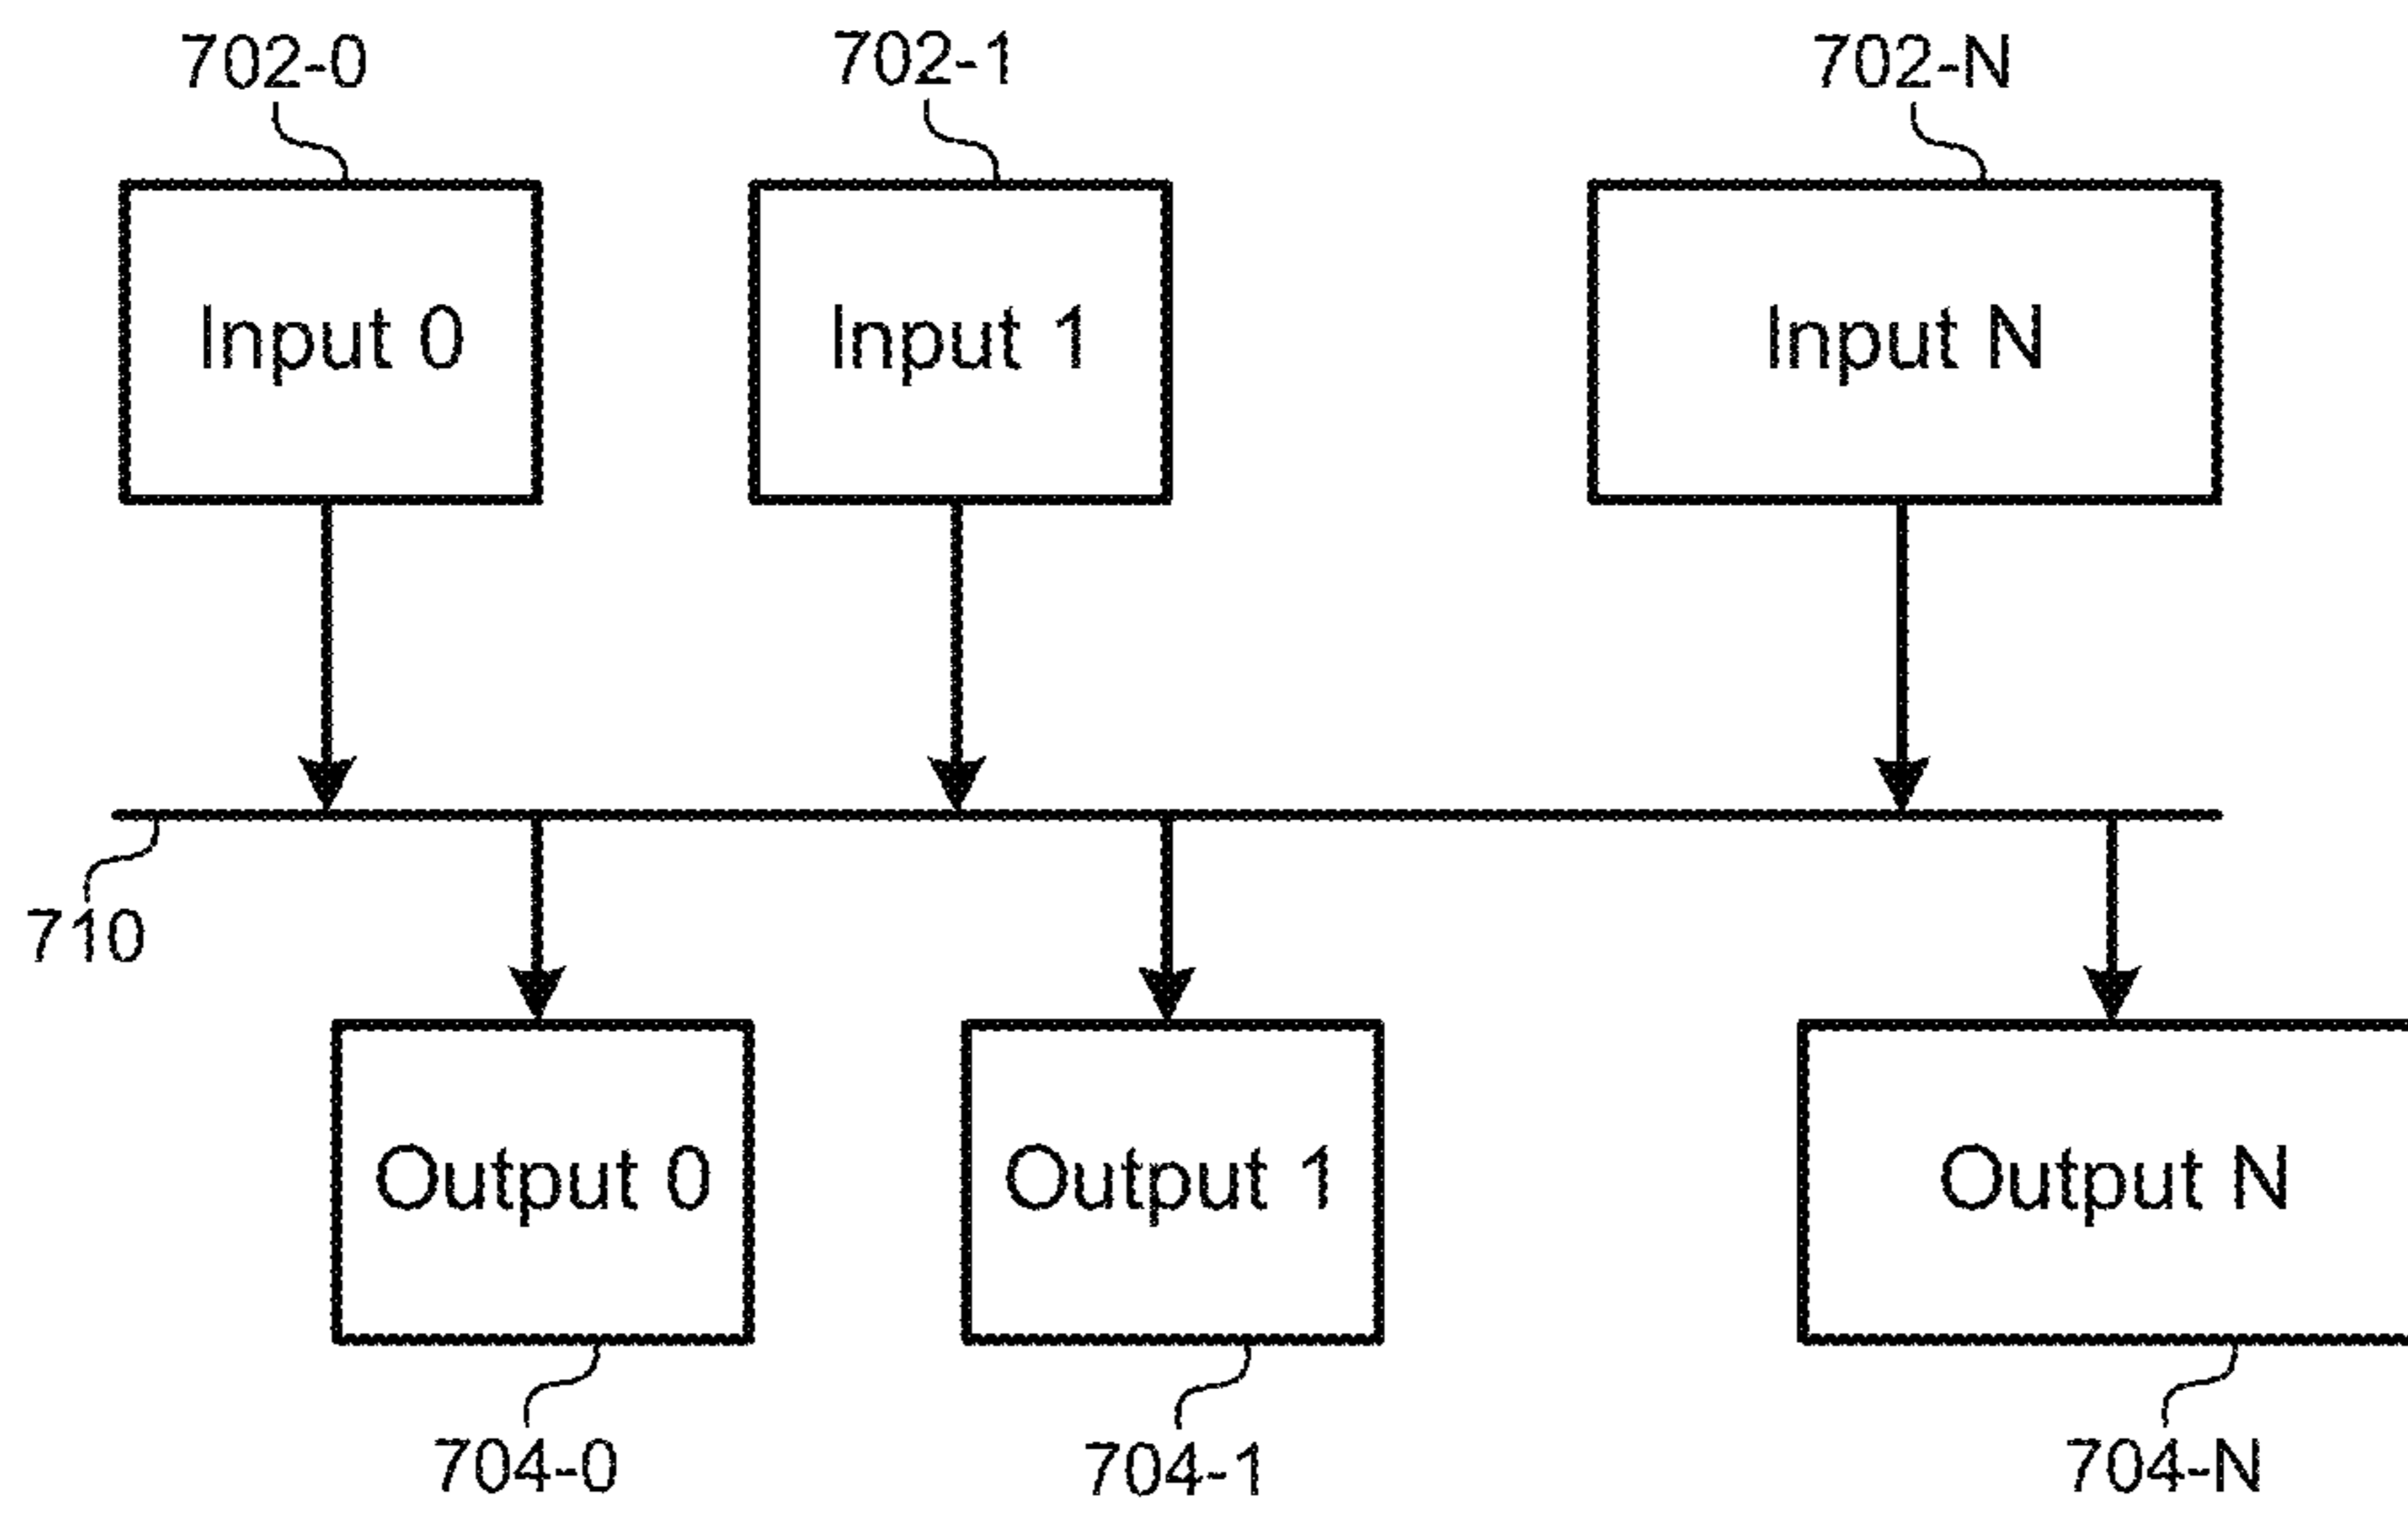 702-0
702-1
702-N
Input 0
Input 1
Input N
710
Output 0
Output 1
Output N
704-0
704-1
704-N